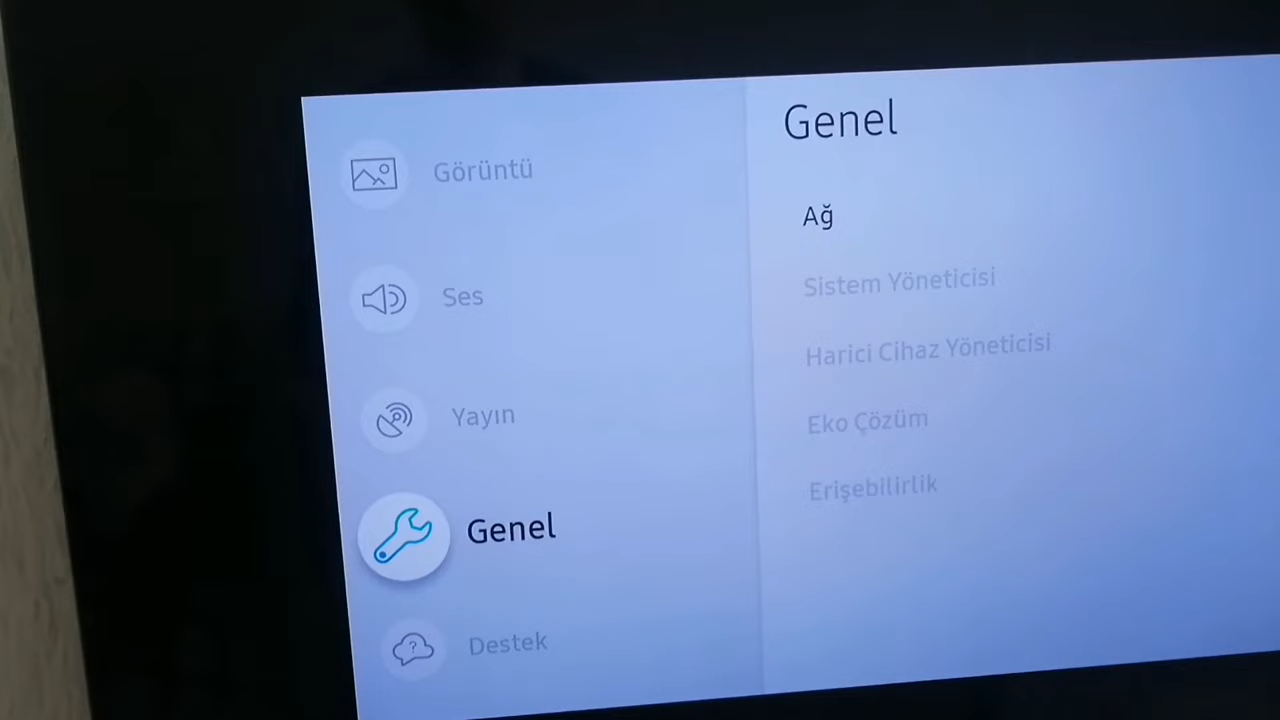 Görüntü
Ses
Yayın
Genel
Destek
Genel
Ağ
Sistem Yöneticisi
Harici Cihaz Yöneticisi
Eko Çözüm
Erişebilirlik